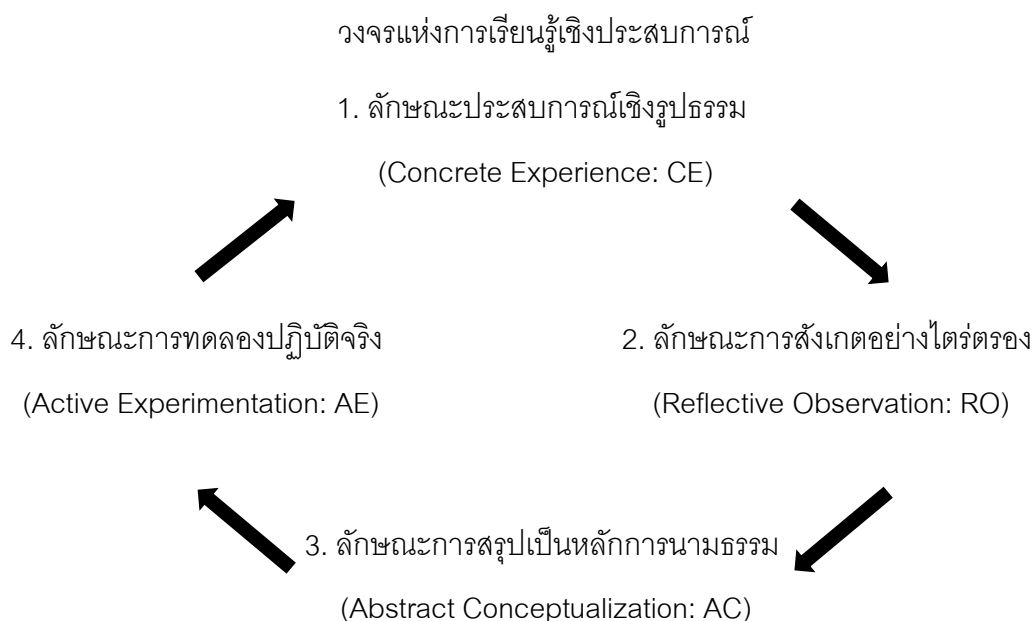 วงจรแห่งการเรียนรู้เชิงประสบการณ์
1. ลักษณะประสบการณ์เชิงรูปธรรม
(Concrete Experience: CE)
4. ลักษณะการทดลองปฏิบัติจริง
(Active Experimentation: AE)
2. ลักษณะการสังเกตอย่างไตร่ตรอง
(Reflective Observation: RO)
3. ลักษณะการสรุปเป็นหลักการนามธรรม
(Abstract Conceptualization: AC)